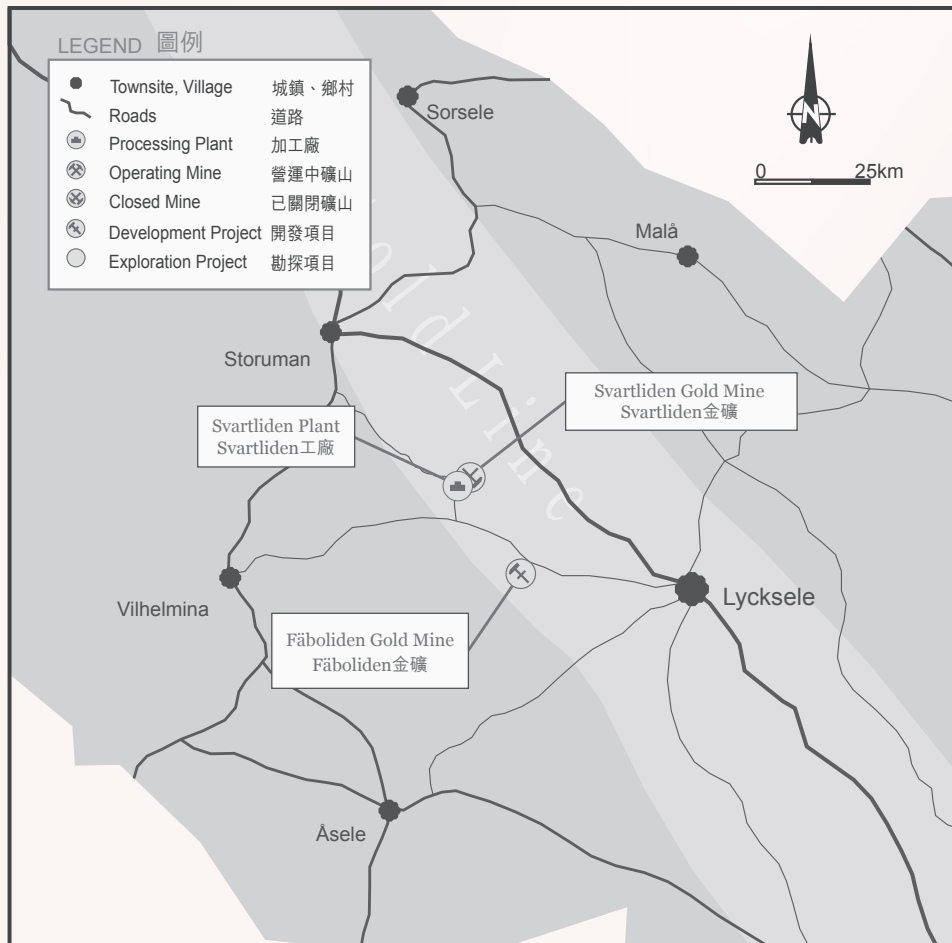 LEGEND 圖例
Townsite, Village 城鎮、鄉村
Roads 道路
Processing Plant 加工廠
Operating Mine 營運中礦山
Closed Mine 已關閉礦山
Development Project 開發項目
Exploration Project 勘探項目
N
0 25km
Sorsele
Malå
old Line
Storuman
Svartliden Gold Mine
Svartliden金礦
Svartliden Plant
Svartliden工廠
Vilhelmina
Lycksele
Fäboliden Gold Mine
Fäboliden金礦
Åsele